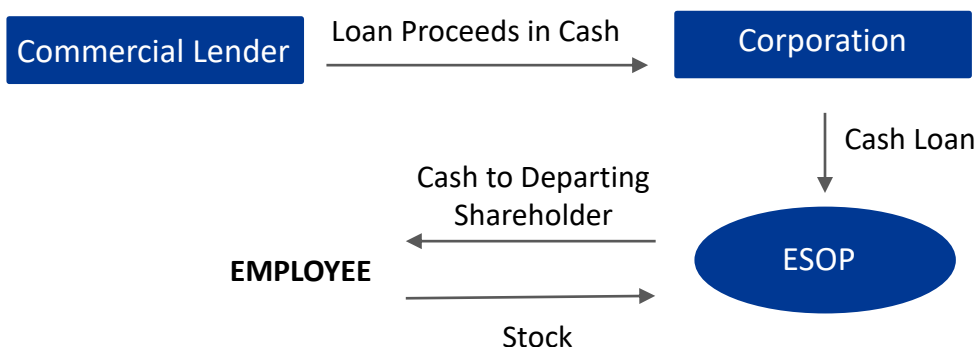 Commercial Lender
Loan Proceeds in Cash
Corporation
Cash Loan
Cash to Departing
Shareholder
EMPLOYEE
ESOP
Stock